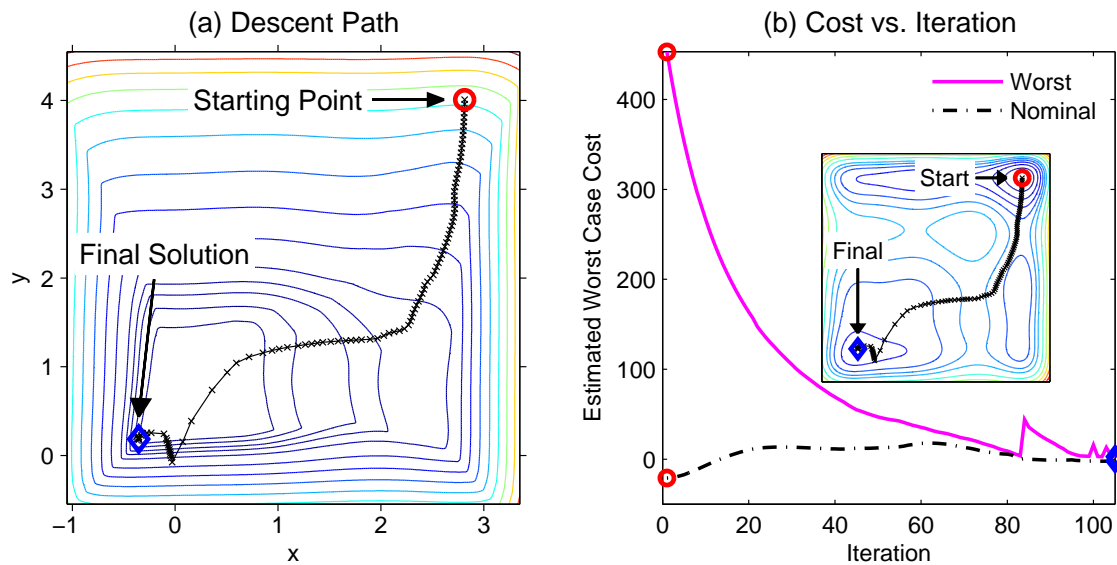 (a) Descent Path
Starting Point
Final Solution
4
3
2
1
0
y
−1
0
1
2
3
x
(b) Cost vs. Iteration
Worst
Nominal
Start
Final
400
300
200
100
0
Estimated Worst Case Cost
0
20
40
60
80
100
Iteration